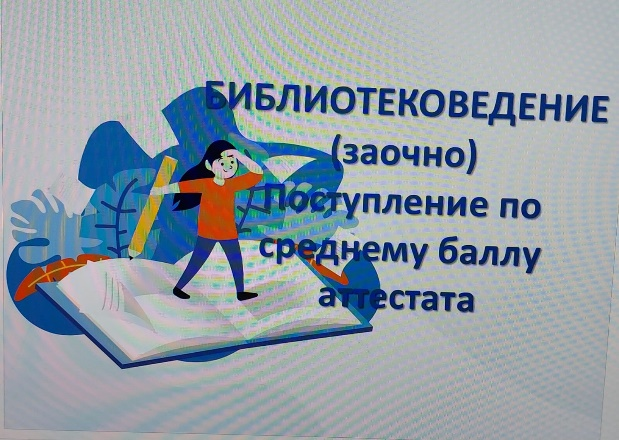 БИБЛИОТЕКОВЕДЕНИЕ
(заочно)
Поступление по
среднему баллу
аттестата